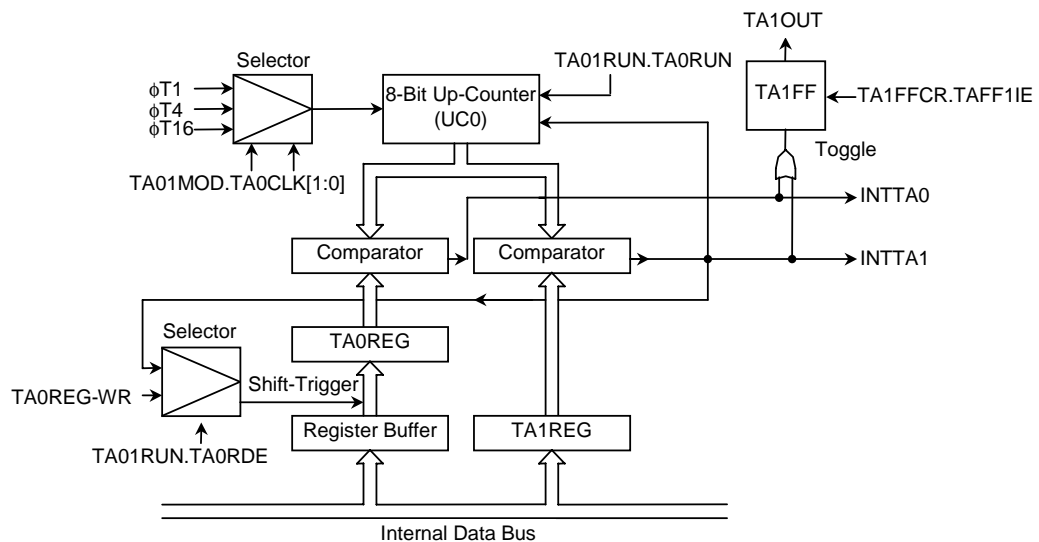 TA1OUT
Selector
TA01RUN.TA0RUN
ϕT1
ϕT4
ϕT16
8-Bit Up-Counter
(UC0)
TA1FF
TA1FFCR.TAFF1IE
Toggle
TA01MOD.TA0CLK[1:0]
INTTA0
Comparator
Comparator
INTTA1
Selector
TA0REG
TA0REG-WR
Shift-Trigger
Register Buffer
TA1REG
TA01RUN.TA0RDE
Internal Data Bus